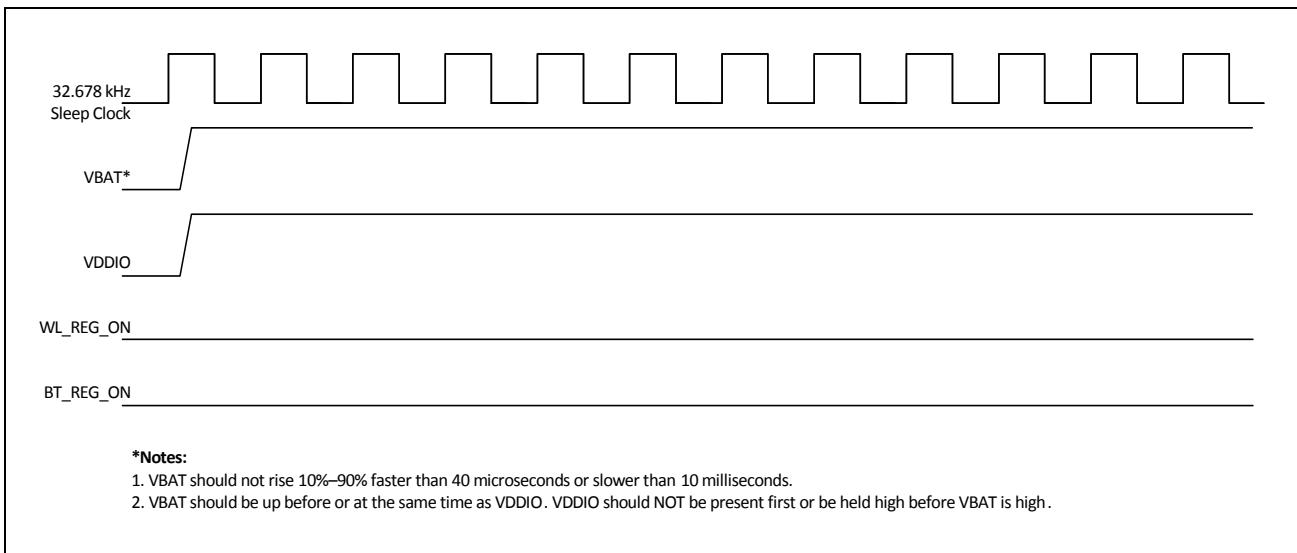 32.678 kHz
Sleep Clock
VBAT*
VDDIO
WL_REG_ON
BT_REG_ON
*Notes:
1. VBAT should not rise 10%–90% faster than 40 microseconds or slower than 10 milliseconds.
2. VBAT should be up before or at the same time as VDDIO. VDDIO should NOT be present first or be held high before VBAT is high.